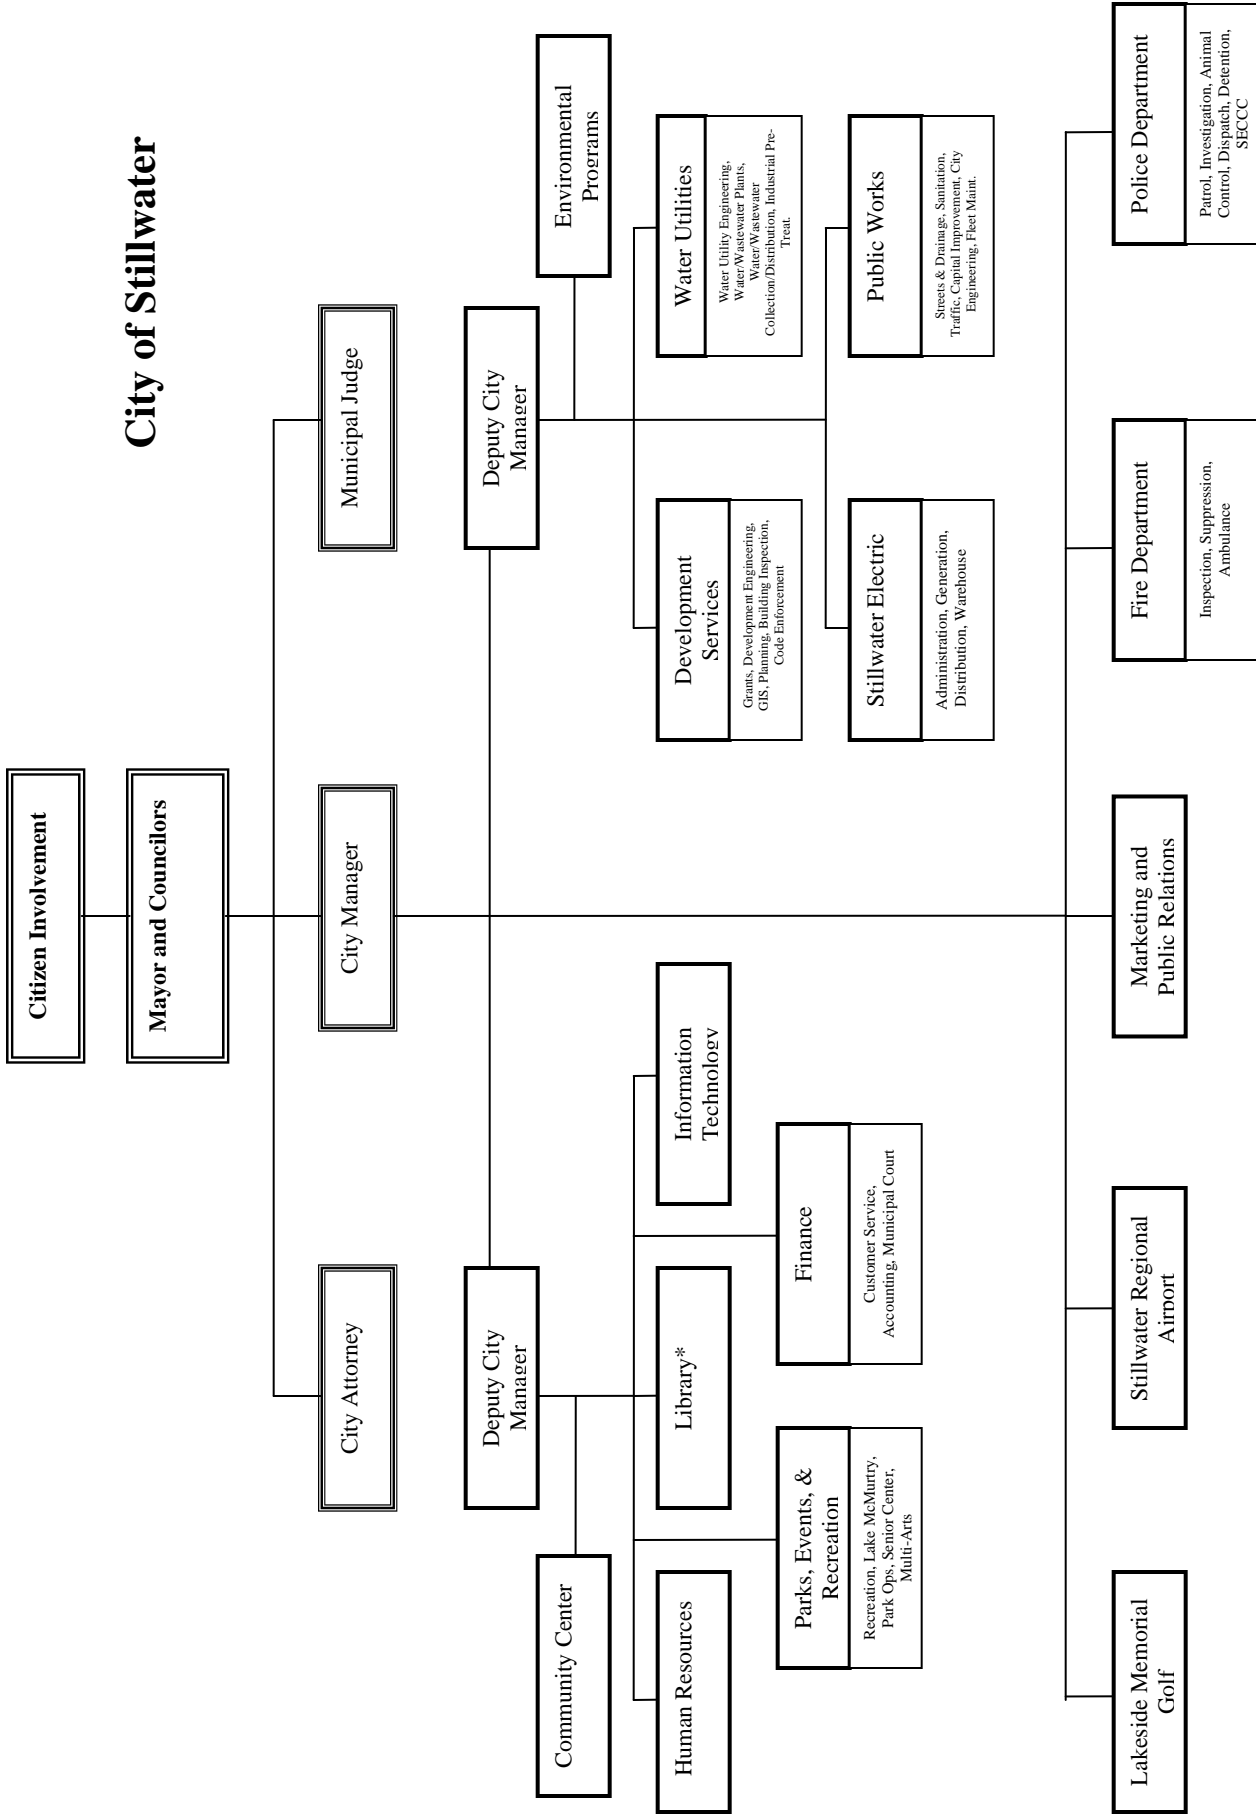 City of Stillwater
Citizen Involvement
Mayor and Councilors
City Attorney
City Manager
Municipal Judge
Deputy City
Manager
Deputy City
Manager
Community Center
Environmental
Programs
Human Resources
Library*
Information
Technology
Development
Services
Grants, Development Engineering,
GIS, Planning, Building Inspection,
Code Enforcement
Water Utilities
Water Utility Engineering,
Water/Wastewater Plants,
Water/Wastewater
Collection/Distribution, Industrial Pre-
Treat.
Parks, Events, &
Recreation
Recreation, Lake McMurtry,
Park Ops, Senior Center,
Multi-Arts
Finance
Customer Service,
Accounting, Municipal Court
Stillwater Electric
Administration, Generation,
Distribution, Warehouse
Public Works
Streets & Drainage, Sanitation,
Traffic, Capital Improvement, City
Engineering, Fleet Maint.
Lakeside Memorial
Golf
Stillwater Regional
Airport
Marketing and
Public Relations
Fire Department
Inspection, Suppression,
Ambulance
Police Department
Patrol, Investigation, Animal
Control, Dispatch, Detention,
SECCC